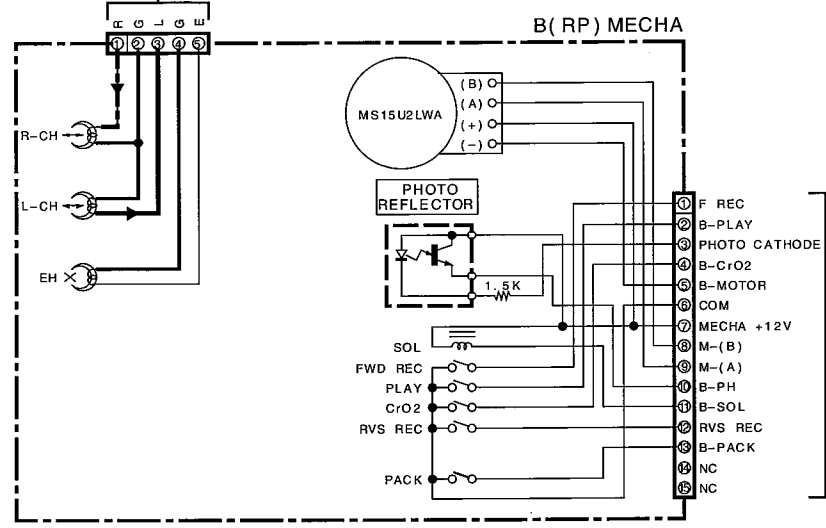 R G L G E
1 2 3 4 5
B(RP) MECHA
R-CH
L-CH
EH
MS15U2LWA
(B)
(A)
(+)
(-)
PHOTO
REFLECTOR
1.5K
SOL
FWD REC
PLAY
CrO2
RVS REC
PACK
1 F REC
2 B-PLAY
3 PHOTO CATHODE
4 B-CrO2
5 B-MOTOR
6 COM
7 MECHA +12V
8 M-(B)
9 M-(A)
10 B-PH
11 B-SOL
12 RVS REC
13 B-PACK
14 NC
15 NC